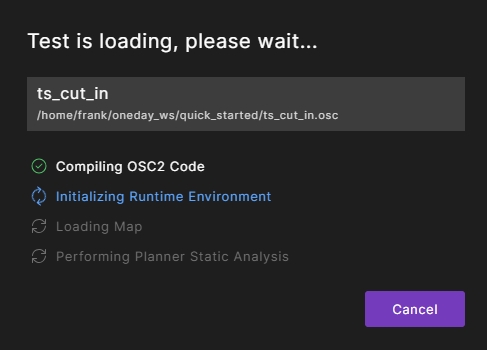 Test is loading, please wait...
ts_cut_in
/home/frank/oneday_ws/quick_started/ts_cut_in.osc
Compiling OSC2 Code
Initializing Runtime Environment
Loading Map
Performing Planner Static Analysis
Cancel